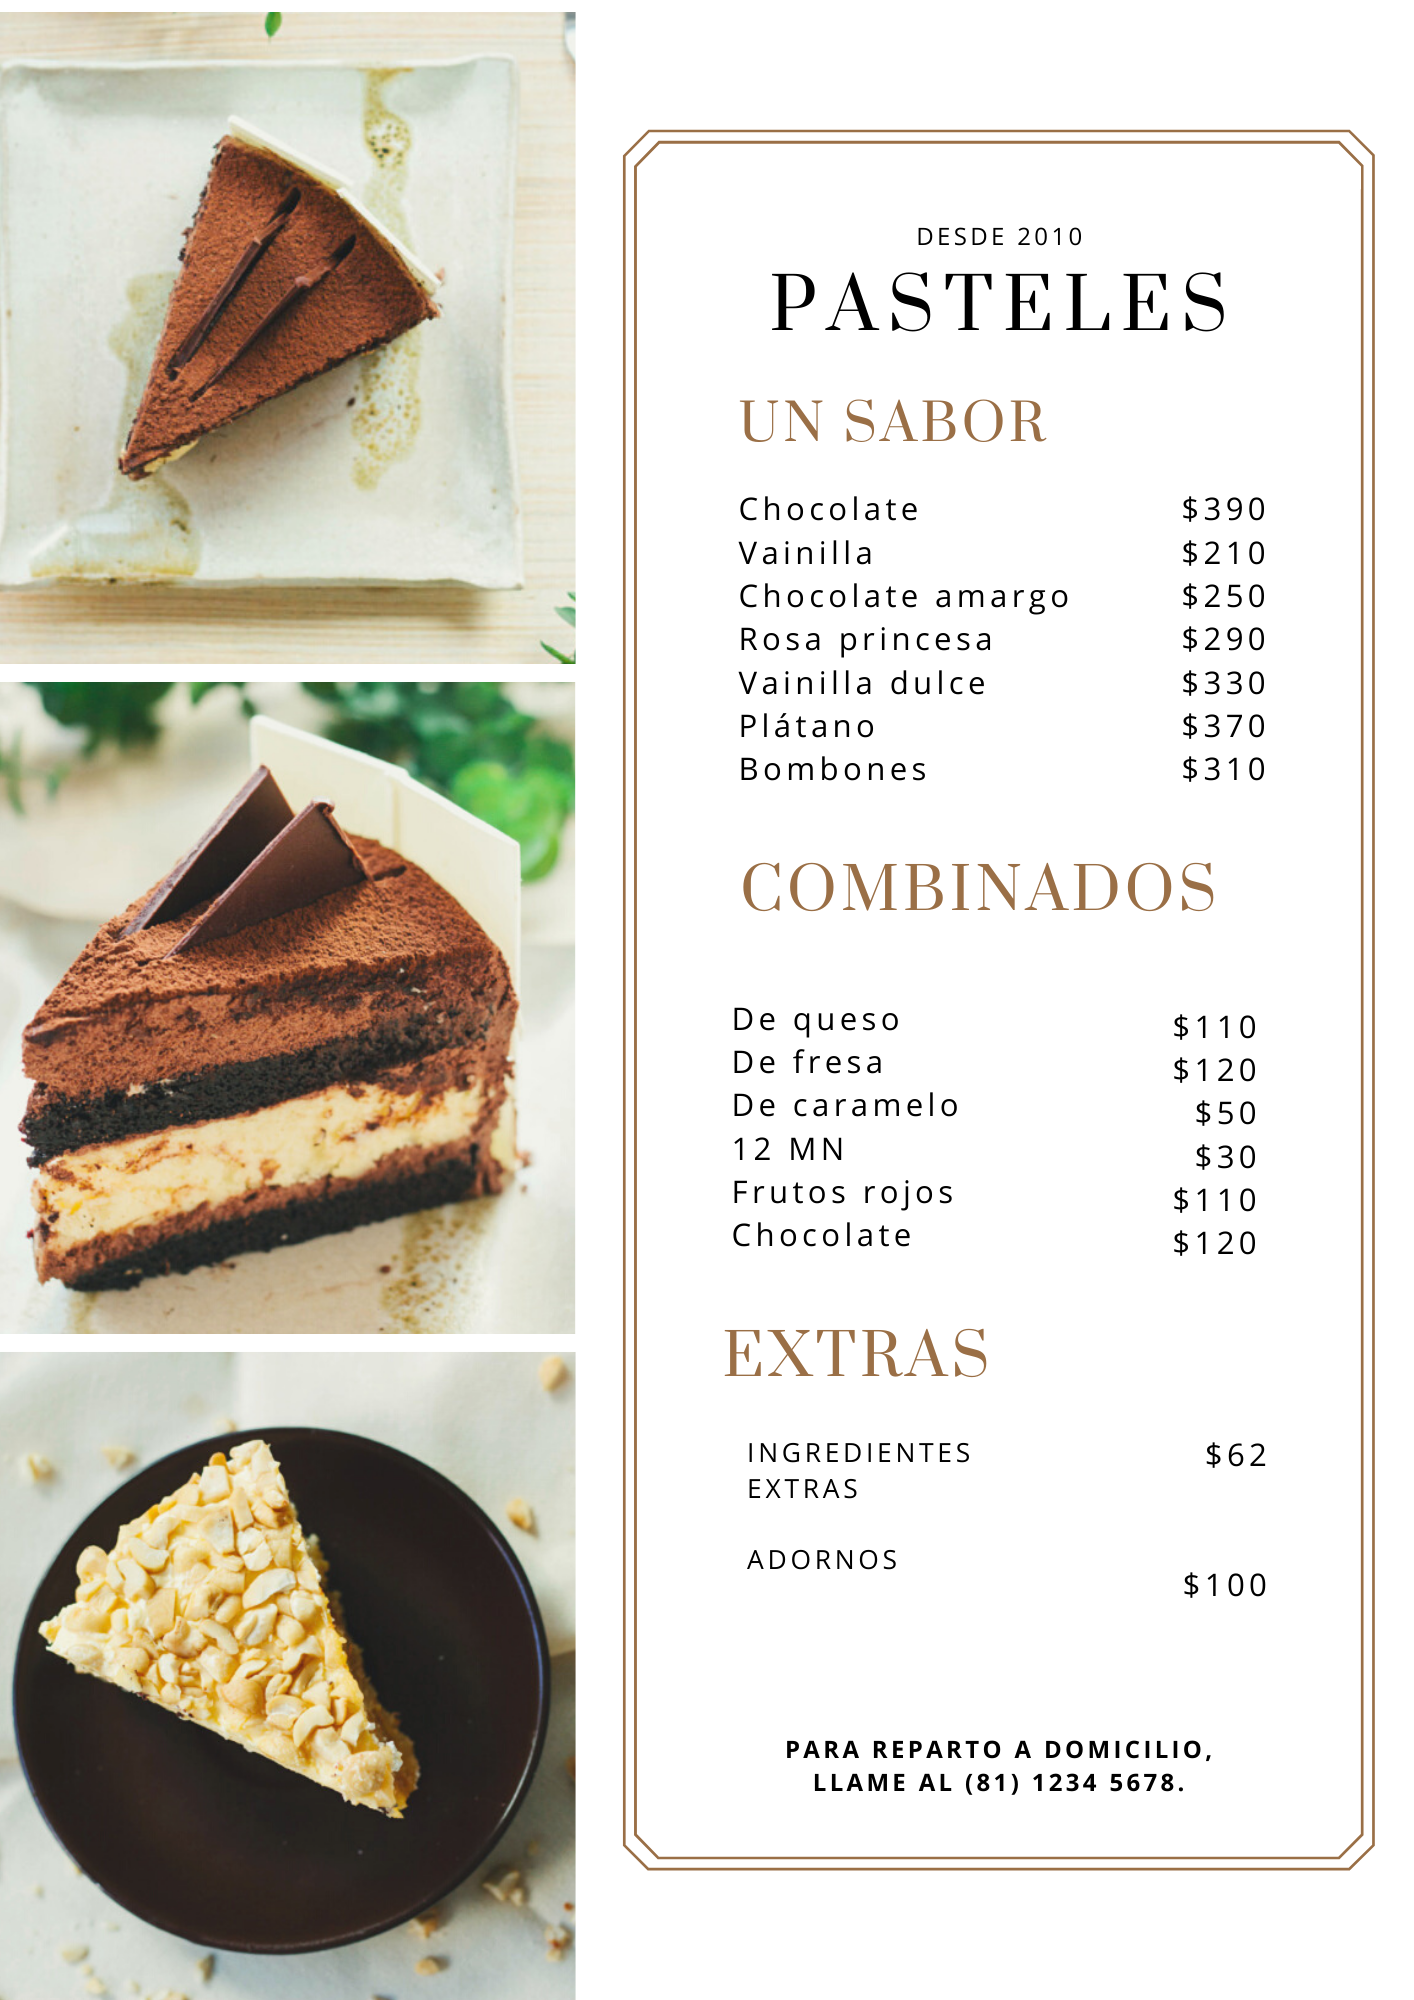 DESDE 2010
PASTELES
UN SABOR
Chocolate $390
Vainilla $210
Chocolate amargo $250
Rosa princesa $290
Vainilla dulce $330
Plátano $370
Bombones $310
COMBINADOS
De queso $110
De fresa $120
De caramelo $50
12 MN $30
Frutos rojos $110
Chocolate $120
EXTRAS
INGREDIENTES $62
EXTRAS
ADORNOS
$100
PARA REPARTO A DOMICILIO,
LLAME AL (81) 1234 5678.